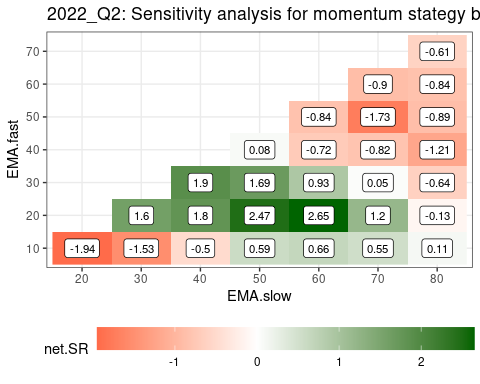 2022_Q2: Sensitivity analysis for momentum stategy b
EMA.fast
70
-0.61
60
-0.9 -0.84
50
-0.84 -1.73 -0.89
40
0.08 -0.72 -0.82 -1.21
30
1.9 1.69 0.93 0.05 -0.64
20
1.6 1.8 2.47 2.65 1.2 -0.13
10
-1.94 -1.53 -0.5 0.59 0.66 0.55 0.11
20 30 40 50 60 70 80
EMA.slow
net.SR
-1 0 1 2